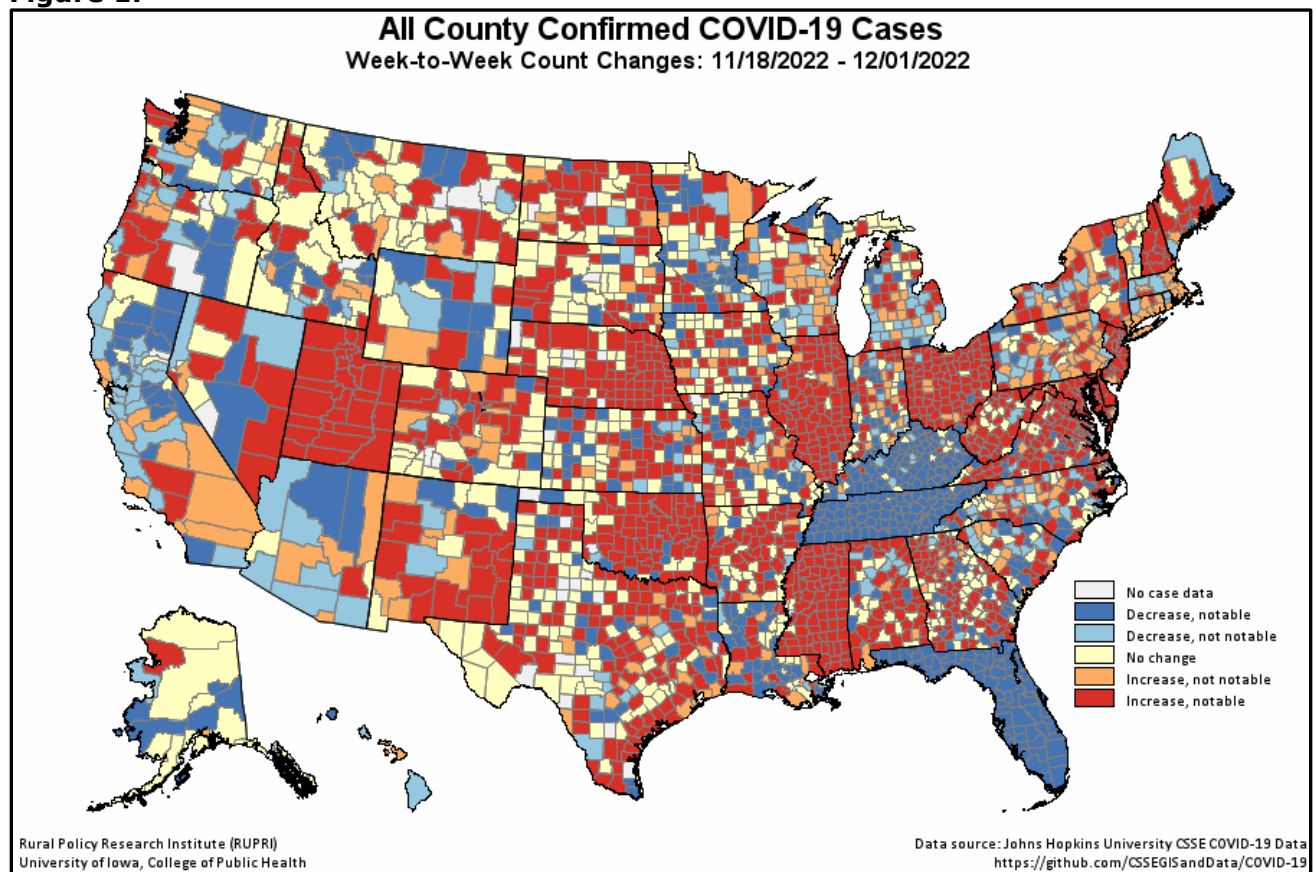 All County Confirmed COVID-19 Cases
Week-to-Week Count Changes: 11/18/2022 - 12/01/2022
No case data
Decrease, notable
Decrease, not notable
No change
Increase, not notable
Increase, notable
Rural Policy Research Institute (RUPRI)
University of Iowa, College of Public Health
Data source: Johns Hopkins University CSSE COVID-19 Data
https://github.com/CSSEGISandData/COVID-19